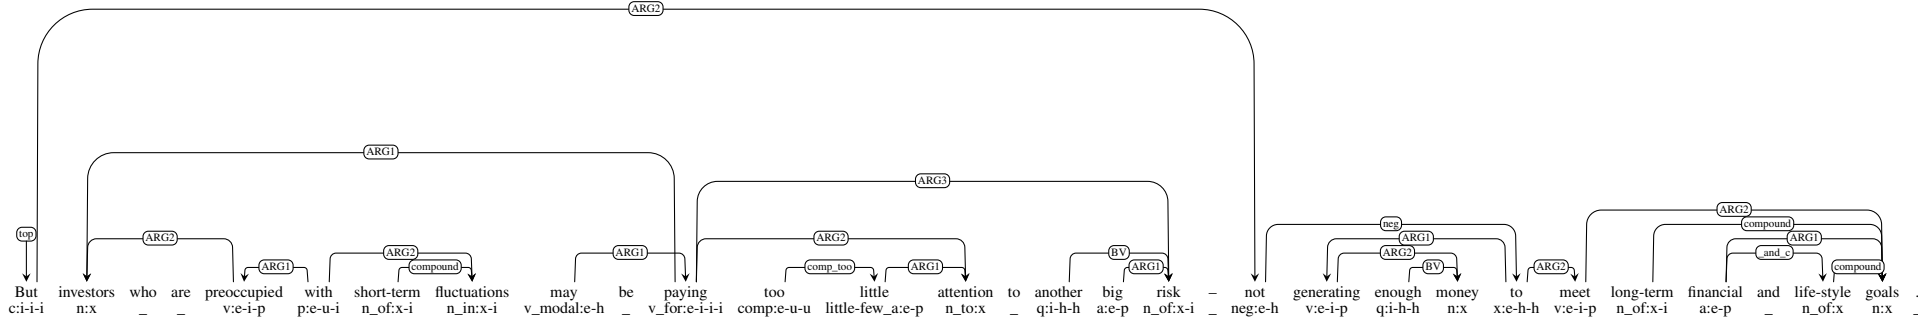 ARG2
ARG1
ARG3
top ARG2 ARG1 ARG2 compound ARG1 ARG2 comp_too ARG1 BV ARG1 neg ARG1 ARG2 BV ARG2 ARG2 compound ARG1 _and_c compound
But investors who are preoccupied with short-term fluctuations may be paying too little attention to another big risk – not generating enough money to meet long-term financial and life-style goals .
c:i-i-i n:x _ _ v:e-i-p p:e-u-i n_of:x-i n_in:x-i v_modal:e-h _ v_for:e-i-i-i comp:e-u-u little-few_a:e-p n_to:x _ q:i-h-h a:e-p n_of:x-i _ neg:e-h v:e-i-p q:i-h-h n:x x:e-h-h v:e-i-p n_of:x-i a:e-p _ n_of:x n:x _